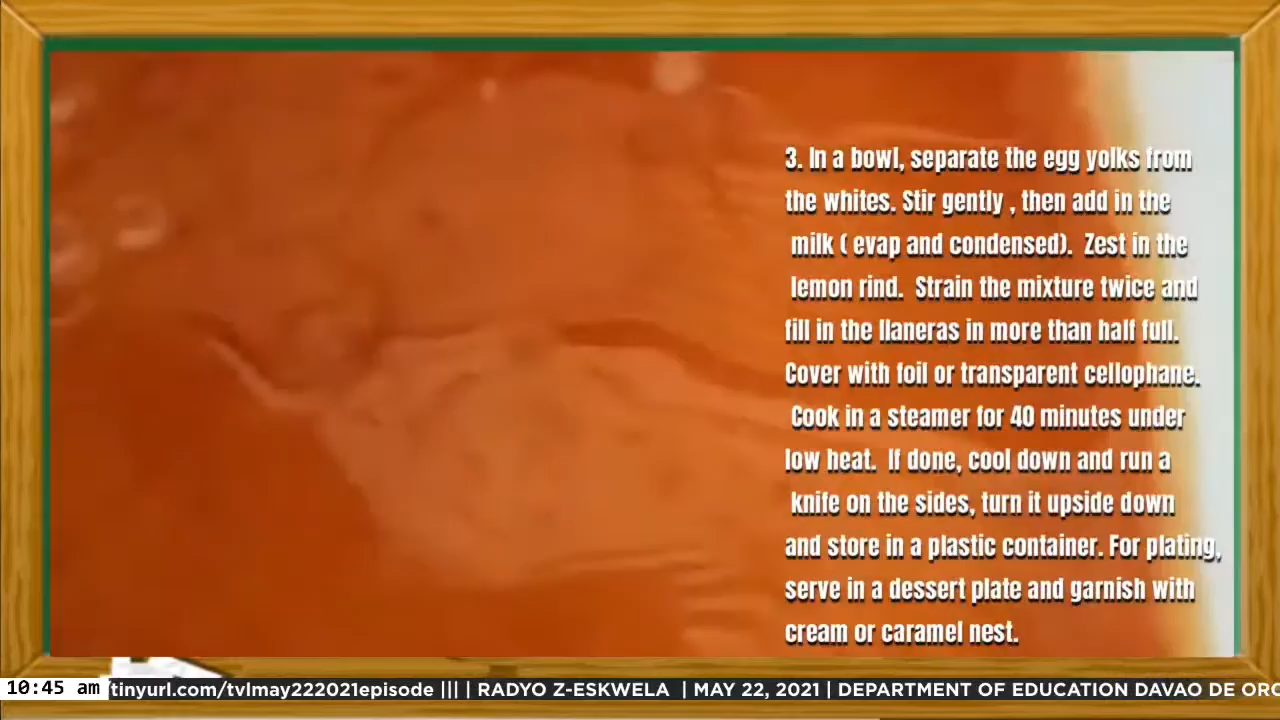 3. In a bowl, separate the egg yolks from
the whites. Stir gently , then add in the
milk ( evap and condensed).  Zest in the
lemon rind.  Strain the mixture twice and
fill in the llaneras in more than half full.
Cover with foil or transparent cellophane.
Cook in a steamer for 40 minutes under
low heat.  If done, cool down and run a
knife on the sides, turn it upside down
and store in a plastic container. For plating,
serve in a dessert plate and garnish with
cream or caramel nest.
10:45 am tinyurl.com/tvlmay222021episode ||| | RADYO Z-ESKWELA  | MAY 22, 2021 | DEPARTMENT OF EDUCATION DAVAO DE ORO